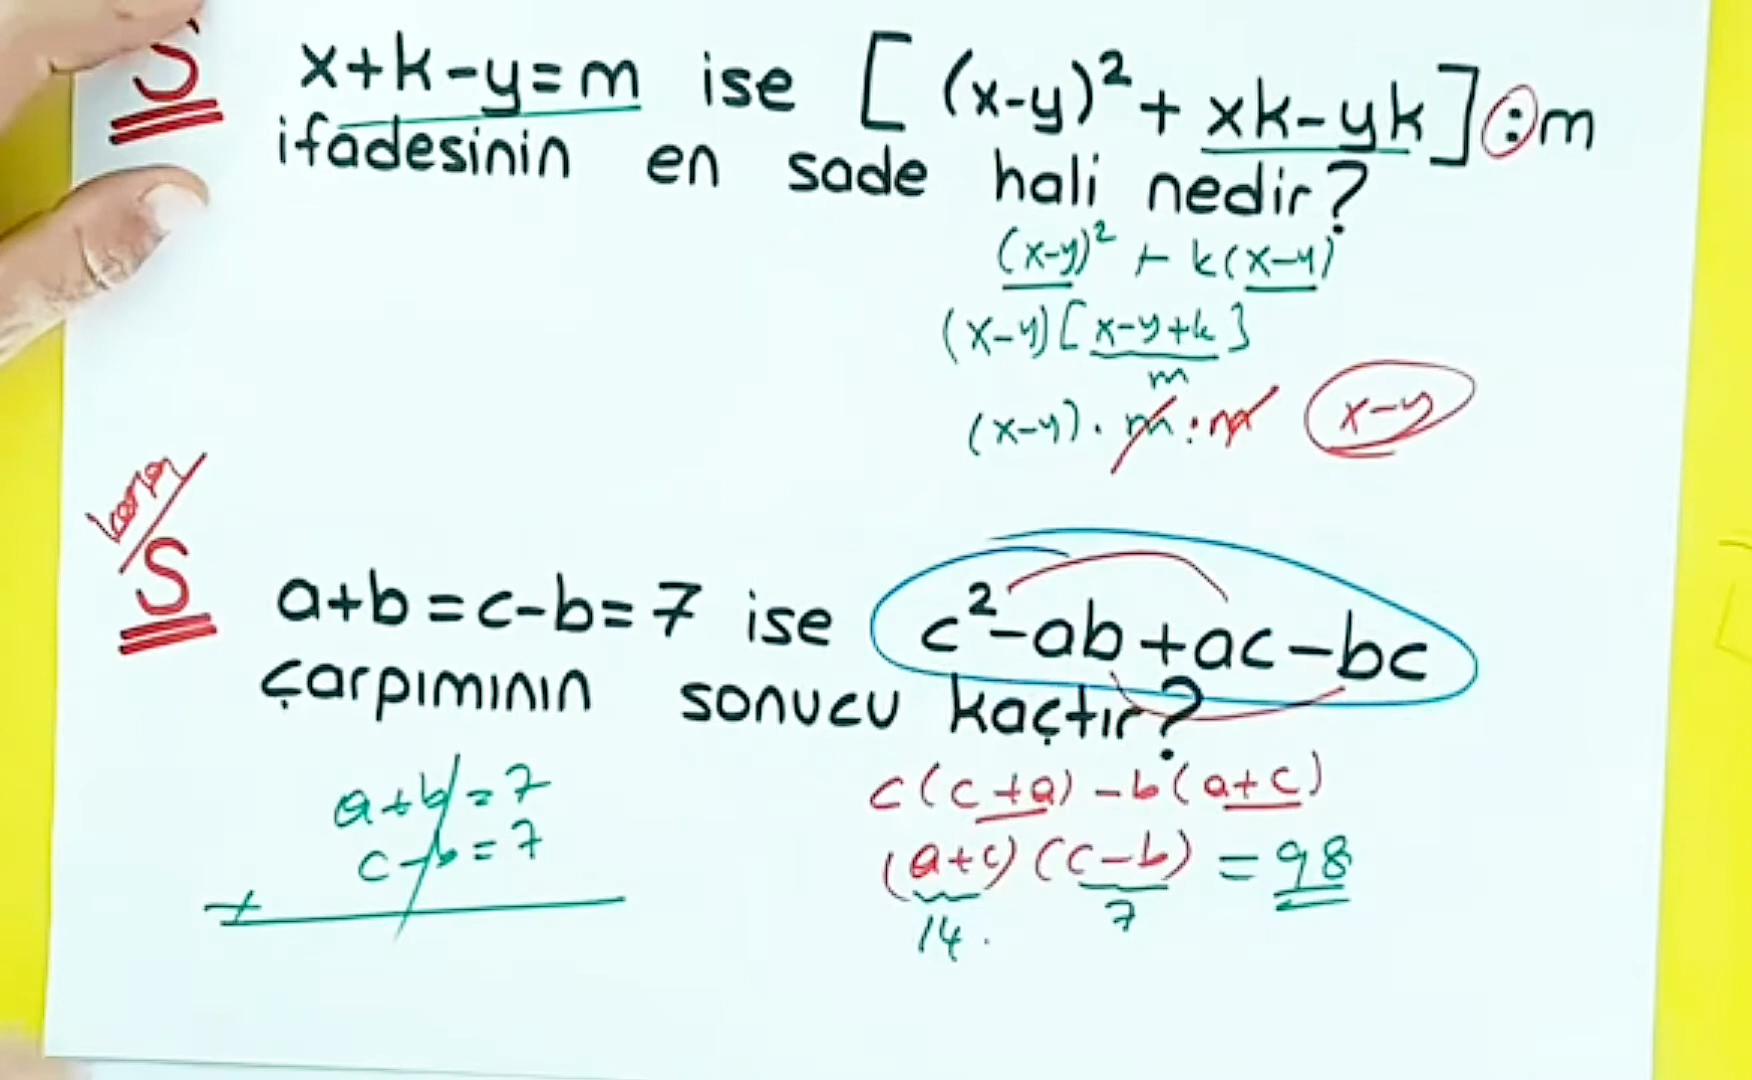 S x+k-y=m ise [(x-y)²+xk-yk]:m
ifadesinin en sade hali nedir?
(x-y)² + k(x-y)
(x-y)[x-y+k]
m
(x-y).m:m x-y
S a+b=c-b=7 ise c²-ab+ac-bc
çarpımının sonucu kaçtır?
a+b=7
c-b=7
+
c(c+a)-b(a+c)
(a+c)(c-b)=98
14. 7